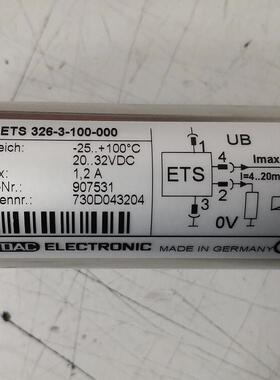 ETS 326-3-100-000
eich: -25..+100°C
20..32VDC
x: 1,2 A
-Nr.: 907531
ennr.: 730D043204
DAC ELECTRONIC MADE IN GERMANY
1
4
UB
Imax
ETS
I=4..20m
2
3
0V